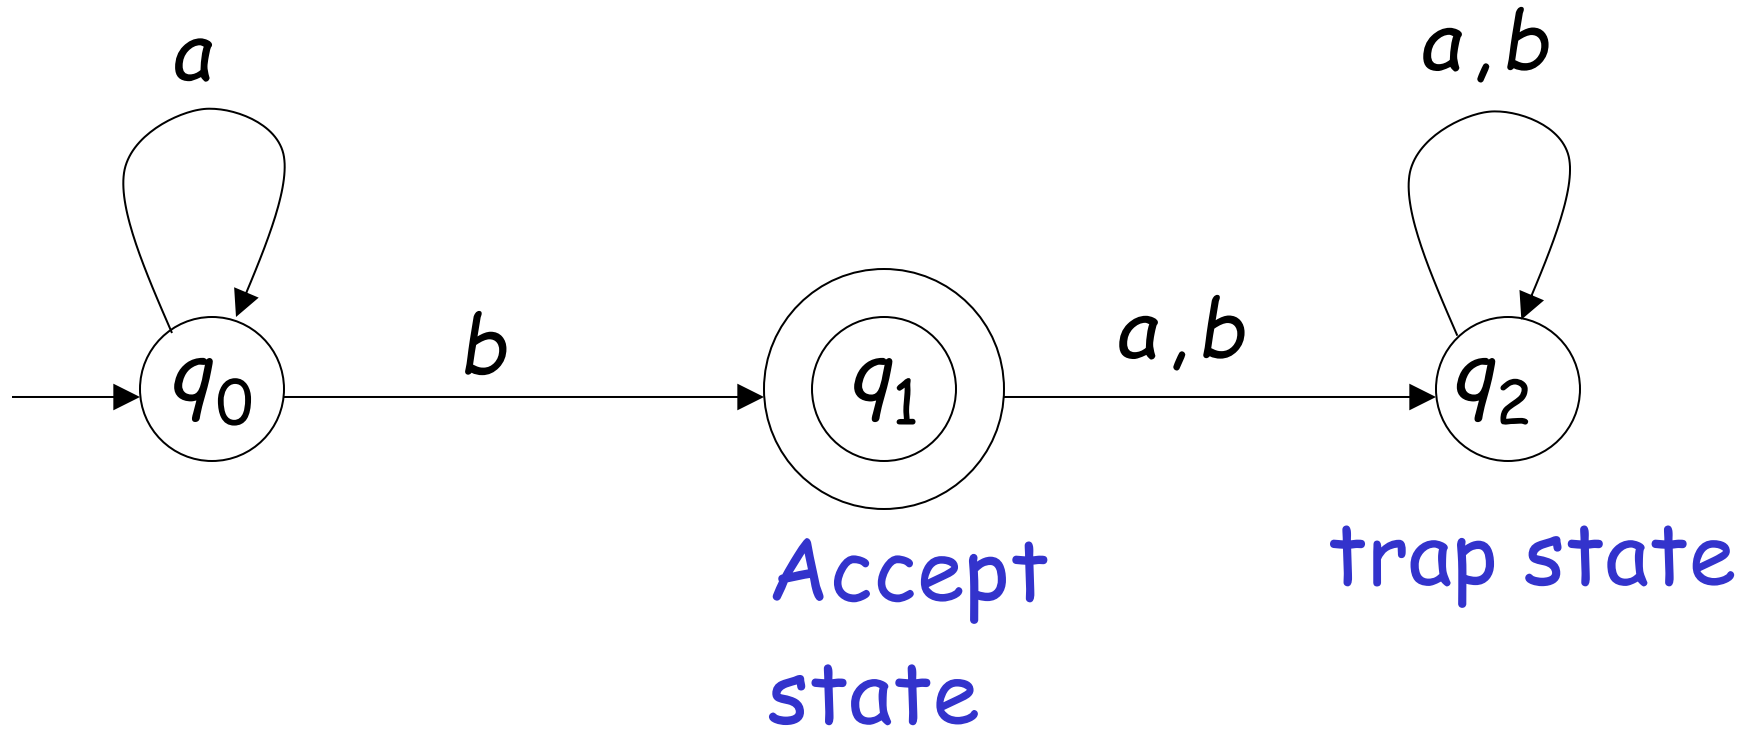 a
a,b
b
a,b
q0
q1
q2
Accept
state
trap state